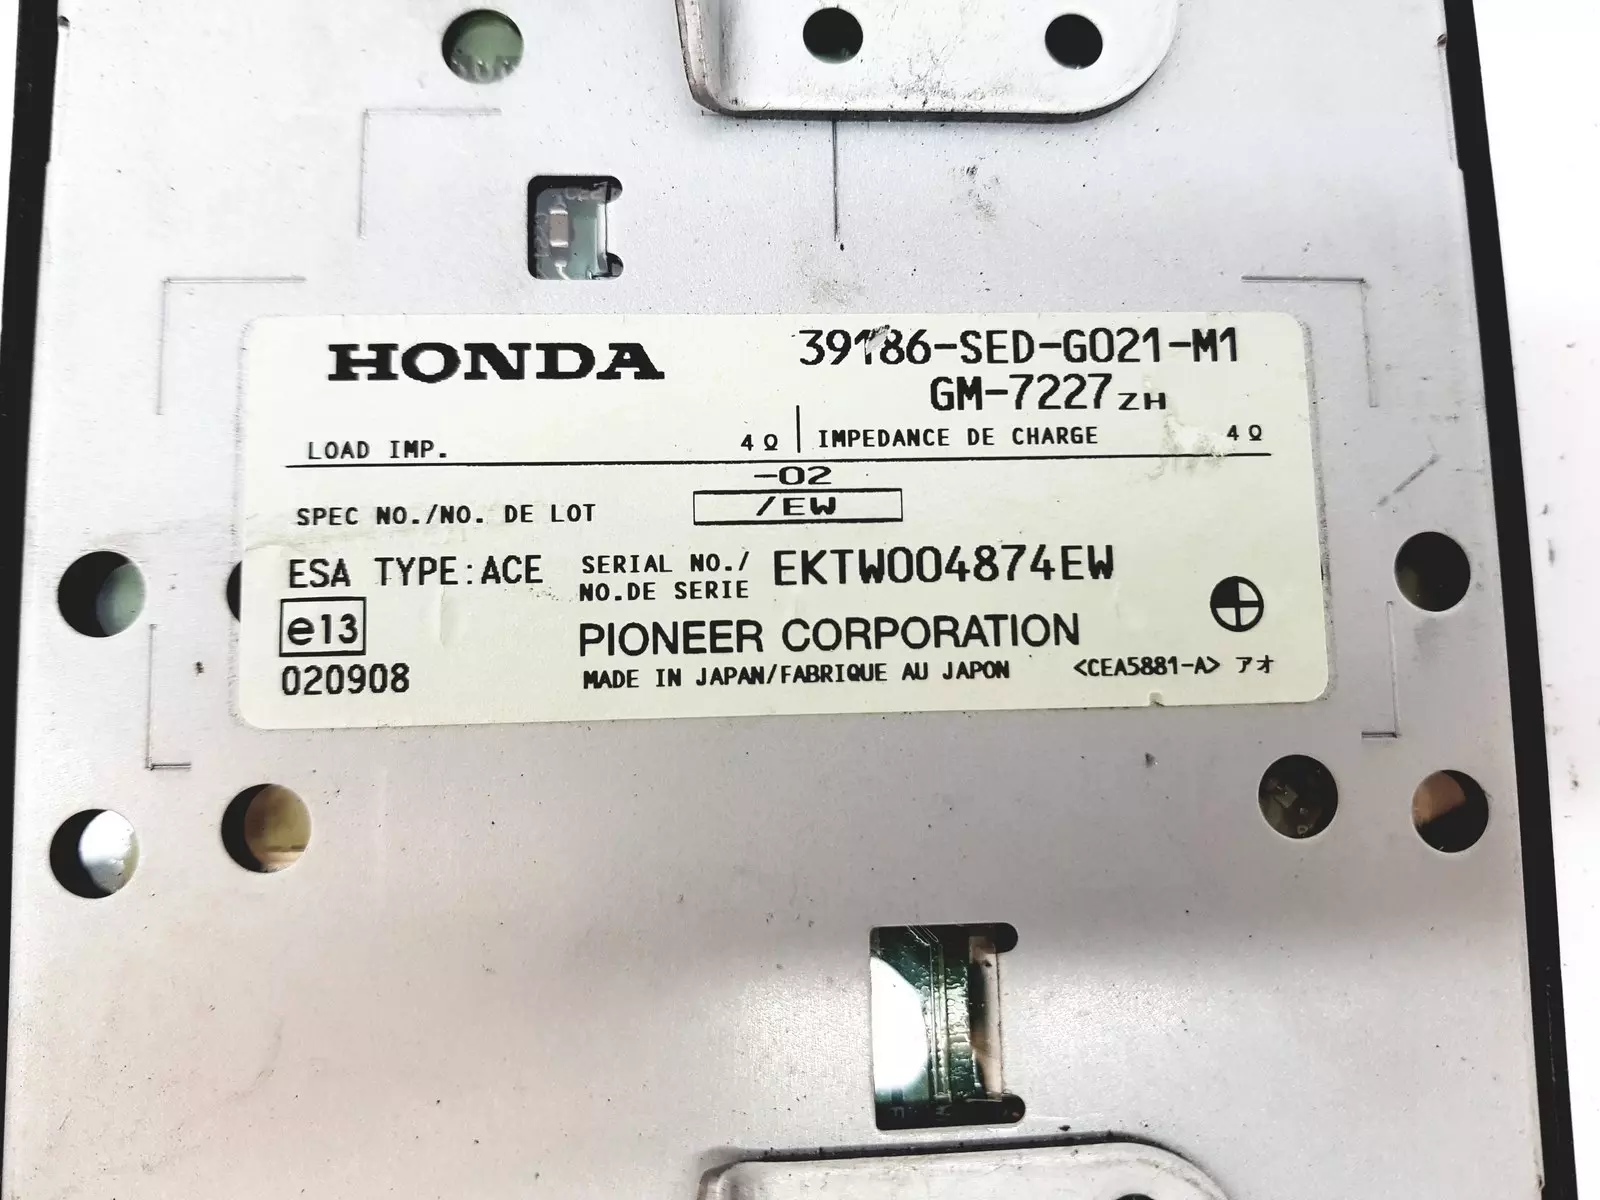 HONDA 39186-SED-G021-M1
GM-7227ZH
LOAD IMP. 4Ω IMPEDANCE DE CHARGE 4Ω
-02
SPEC NO./NO. DE LOT /EW
ESA TYPE:ACE SERIAL NO./ EKTW004874EW
NO.DE SERIE
e13 PIONEER CORPORATION
020908 MADE IN JAPAN/FABRIQUE AU JAPON <CEA5881-A> アオ